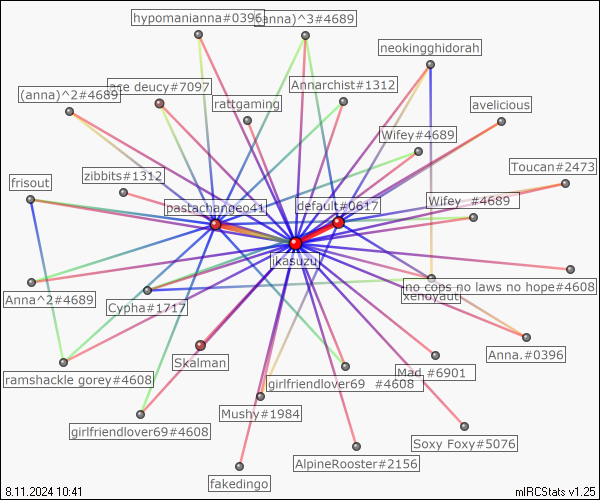 hypomanianna#0396
(anna)^3#4689
neokingghidorah
(anna)^2#4689
ace deucy#7097
rattgaming
Annarchist#1312
avelicious
Wifey#4689
Toucan#2473
zibbits#1312
frisout
pastachangeo41
default#0617
Wifey_ #4689
ikasuzu
no cops no laws no hope#4608
xenoyaut
Anna^2#4689
Cypha#1717
Anna.#0396
Skalman
Mad_#6901
ramshackle gorey#4608
girlfriendlover69 #4608
Mushy#1984
girlfriendlover69#4608
Soxy Foxy#5076
AlpineRooster#2156
fakedingo
8.11.2024 10:41
mIRCStats v1.25